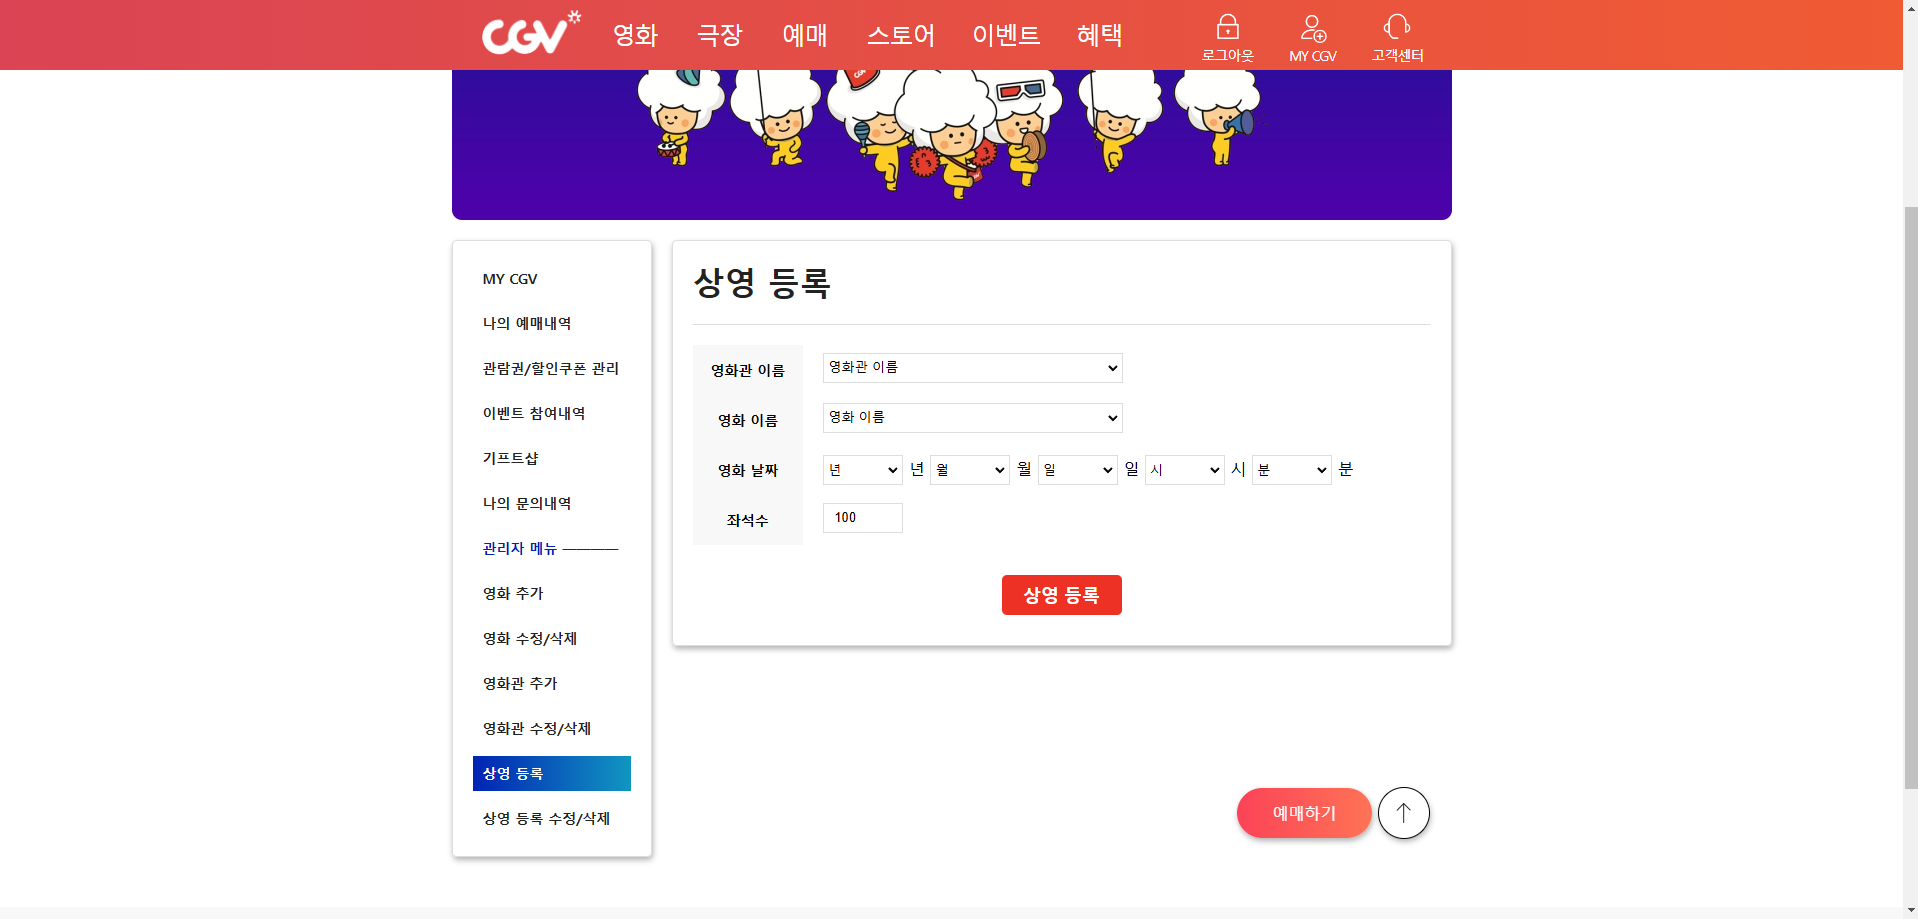 CGV
영화 극장 예매 스토어 이벤트 혜택
로그아웃 MY CGV 고객센터
MY CGV
나의 예매내역
관람권/할인쿠폰 관리
이벤트 참여내역
기프트샵
나의 문의내역
관리자 메뉴 ————
영화 추가
영화 수정/삭제
영화관 추가
영화관 수정/삭제
상영 등록
상영 등록 수정/삭제
상영 등록
영화관 이름 영화관 이름
영화 이름 영화 이름
영화 날짜 년 년 월 월 일 일 시 시 분 분
좌석수 100
상영 등록
예매하기